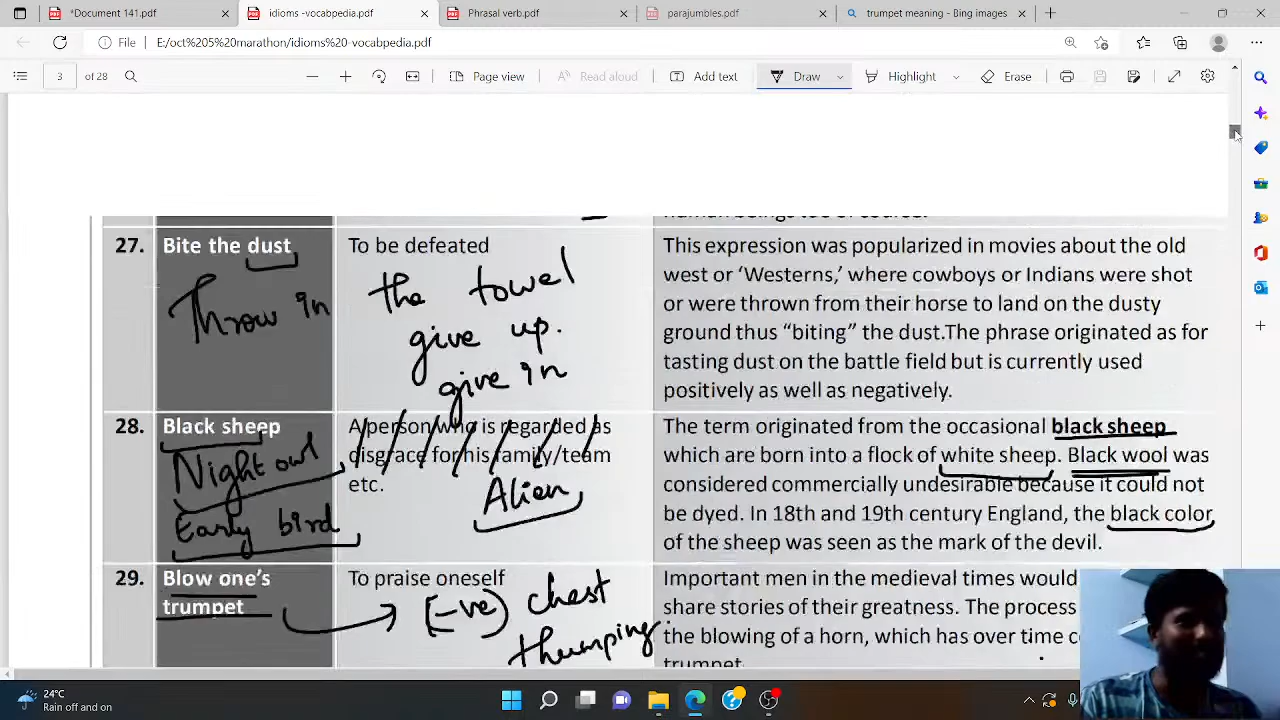 *Document 141.pdf
idioms -vocabpedia.pdf
Phrasal verb.pdf
parajumbles.pdf
trumpet meaning - Bing images
File
E:/oct%205%20marathon/idioms%20-vocabpedia.pdf
3
of 28
Page view
Read aloud
Add text
Draw
Highlight
Erase
27.
Bite the dust
To be defeated
This expression was popularized in movies about the old
west or ‘Westerns,’ where cowboys or Indians were shot
or were thrown from their horse to land on the dusty
ground thus “biting” the dust.The phrase originated as for
tasting dust on the battle field but is currently used
positively as well as negatively.
Throw in
the towel
give up.
give in
28.
Black sheep
A person who is regarded as
disgrace for his family/team
etc.
The term originated from the occasional black sheep
which are born into a flock of white sheep. Black wool was
considered commercially undesirable because it could not
be dyed. In 18th and 19th century England, the black color
of the sheep was seen as the mark of the devil.
Night owl
Early bird
Alien
29.
Blow one’s
trumpet
To praise oneself
(-ve) chest
thumping
Important men in the medieval times would
share stories of their greatness. The process
the blowing of a horn, which has over time
trumpet.
24°C
Rain off and on